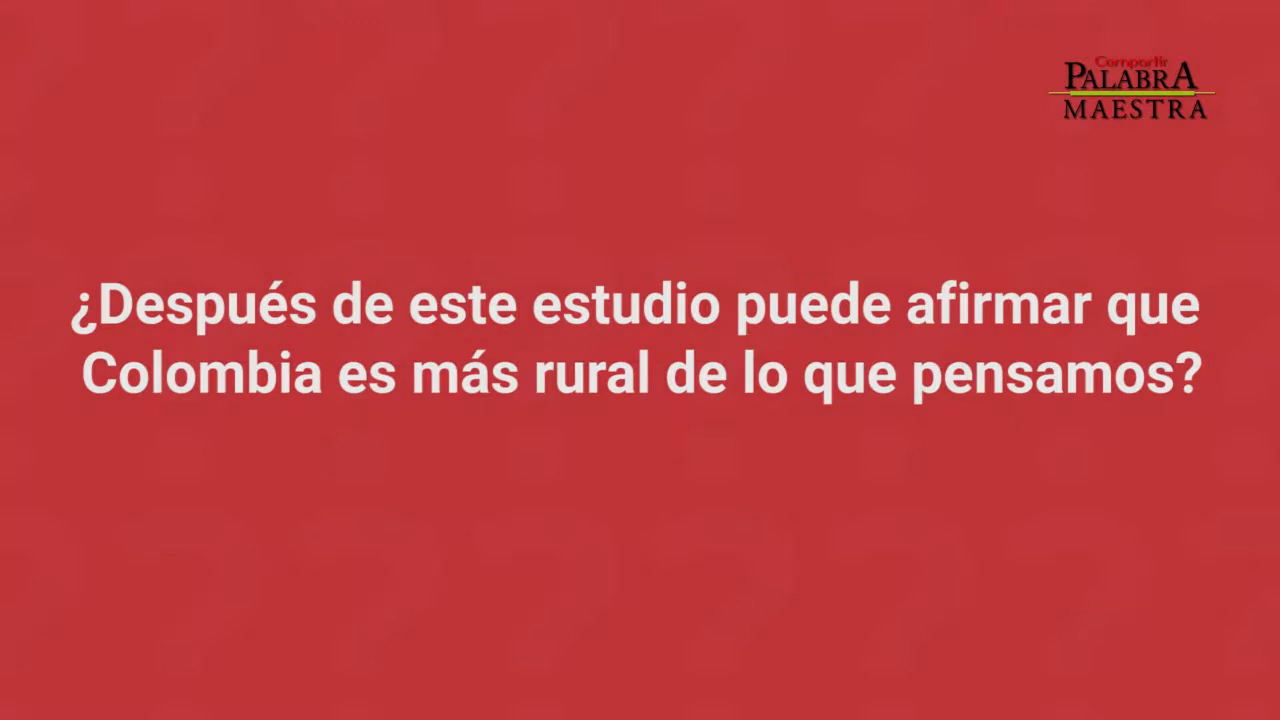 Compartir
PALABRA
MAESTRA
¿Después de este estudio puede afirmar que
Colombia es más rural de lo que pensamos?